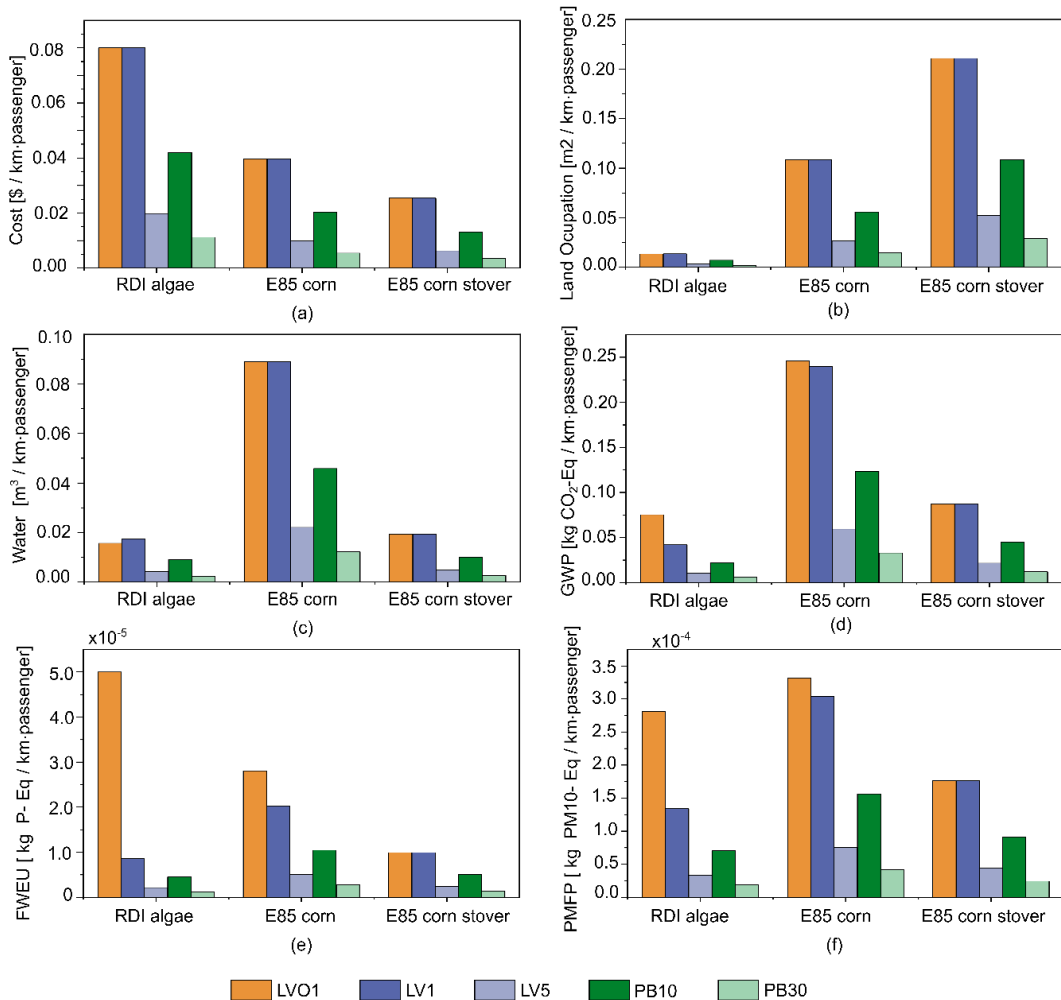 Cost [$ / km·passenger]
0.08
0.06
0.04
0.02
0.00
RDI algae E85 corn E85 corn stover
(a)
Land Ocupation [m2 / km·passenger]
0.25
0.20
0.15
0.10
0.05
0.00
RDI algae E85 corn E85 corn stover
(b)
Water [m³ / km·passenger]
0.10
0.08
0.06
0.04
0.02
0.00
RDI algae E85 corn E85 corn stover
(c)
GWP [kg CO₂-Eq / km·passenger]
0.25
0.20
0.15
0.10
0.05
0.00
RDI algae E85 corn E85 corn stover
(d)
x10⁻⁵
FWEU [ kg P- Eq / km·passenger]
5.0
4.0
3.0
2.0
1.0
0
RDI algae E85 corn E85 corn stover
(e)
x10⁻⁴
PMFP [ kg PM10- Eq / km·passenger]
3.5
3.0
2.5
2.0
1.5
1.0
0.5
0.0
RDI algae E85 corn E85 corn stover
(f)
LVO1 LV1 LV5 PB10 PB30